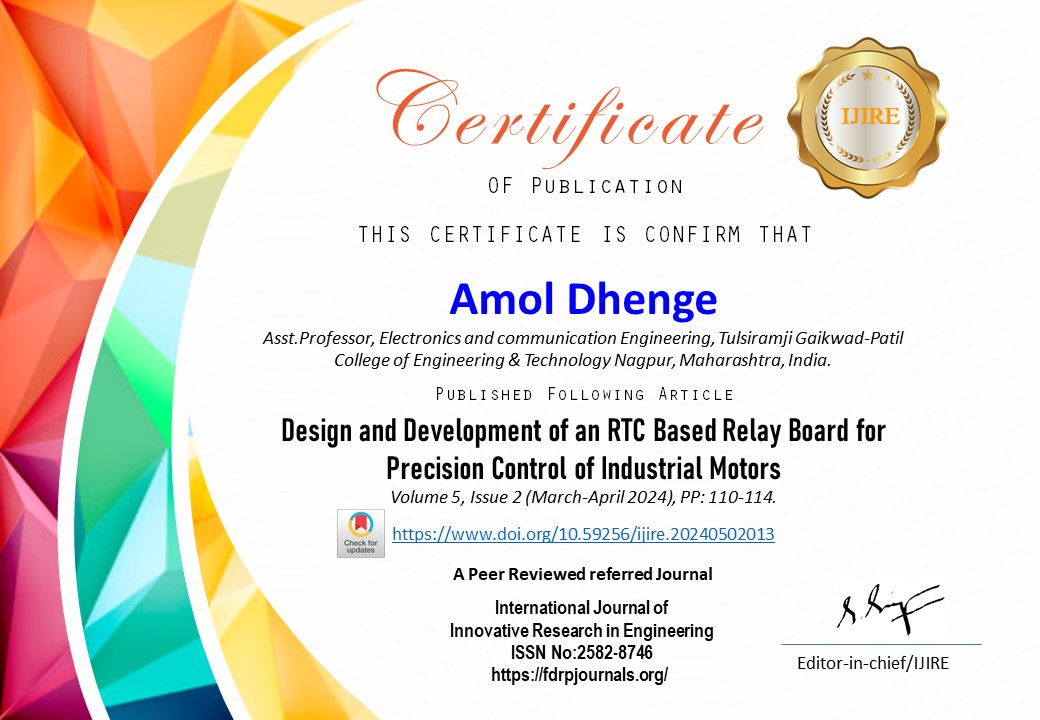 Certificate
IJIRE
OF PUBLICATION
THIS CERTIFICATE IS CONFIRM THAT
Amol Dhenge
Asst.Professor, Electronics and communication Engineering, Tulsiramji Gaikwad-Patil
College of Engineering & Technology Nagpur, Maharashtra, India.
PUBLISHED FOLLOWING ARTICLE
Design and Development of an RTC Based Relay Board for
Precision Control of Industrial Motors
Volume 5, Issue 2 (March-April 2024), PP: 110-114.
Check for
updates
https://www.doi.org/10.59256/ijire.20240502013
A Peer Reviewed referred Journal
International Journal of
Innovative Research in Engineering
ISSN No:2582-8746
https://fdrpjournals.org/
Editor-in-chief/IJIRE